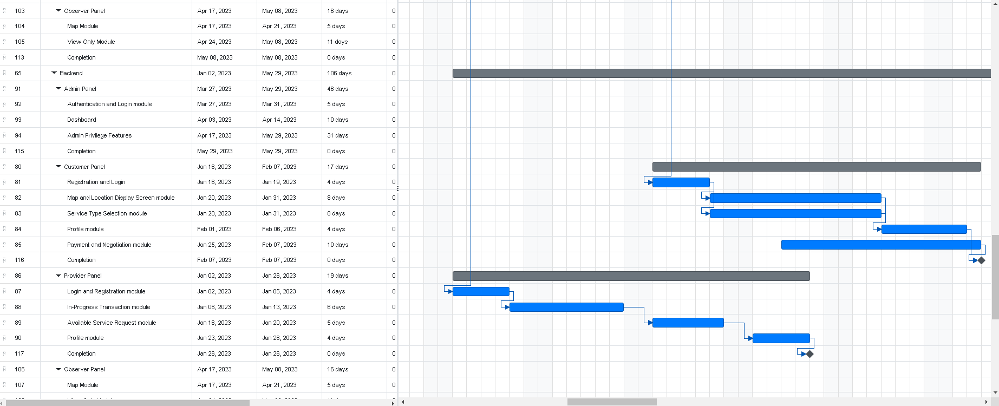 103 Observer Panel Apr 17, 2023 May 08, 2023 16 days 0
104 Map Module Apr 17, 2023 Apr 21, 2023 5 days 0
105 View Only Module Apr 24, 2023 May 08, 2023 11 days 0
113 Completion May 08, 2023 May 08, 2023 0 days 0
65 Backend Jan 02, 2023 May 29, 2023 106 days 0
91 Admin Panel Mar 27, 2023 May 29, 2023 46 days 0
92 Authentication and Login module Mar 27, 2023 Mar 31, 2023 5 days 0
93 Dashboard Apr 03, 2023 Apr 14, 2023 10 days 0
94 Admin Privilege Features Apr 17, 2023 May 29, 2023 31 days 0
115 Completion May 29, 2023 May 29, 2023 0 days 0
80 Customer Panel Jan 16, 2023 Feb 07, 2023 17 days 0
81 Registration and Login Jan 16, 2023 Jan 19, 2023 4 days 0
82 Map and Location Display Screen module Jan 20, 2023 Jan 31, 2023 8 days 0
83 Service Type Selection module Jan 20, 2023 Jan 31, 2023 8 days 0
84 Profile module Feb 01, 2023 Feb 06, 2023 4 days 0
85 Payment and Negotiation module Jan 25, 2023 Feb 07, 2023 10 days 0
116 Completion Feb 07, 2023 Feb 07, 2023 0 days 0
86 Provider Panel Jan 02, 2023 Jan 26, 2023 19 days 0
87 Login and Registration module Jan 02, 2023 Jan 05, 2023 4 days 0
88 In-Progress Transaction module Jan 06, 2023 Jan 13, 2023 6 days 0
89 Available Service Request module Jan 16, 2023 Jan 20, 2023 5 days 0
90 Profile module Jan 23, 2023 Jan 26, 2023 4 days 0
117 Completion Jan 26, 2023 Jan 26, 2023 0 days 0
106 Observer Panel Apr 17, 2023 May 08, 2023 16 days 0
107 Map Module Apr 17, 2023 Apr 21, 2023 5 days 0